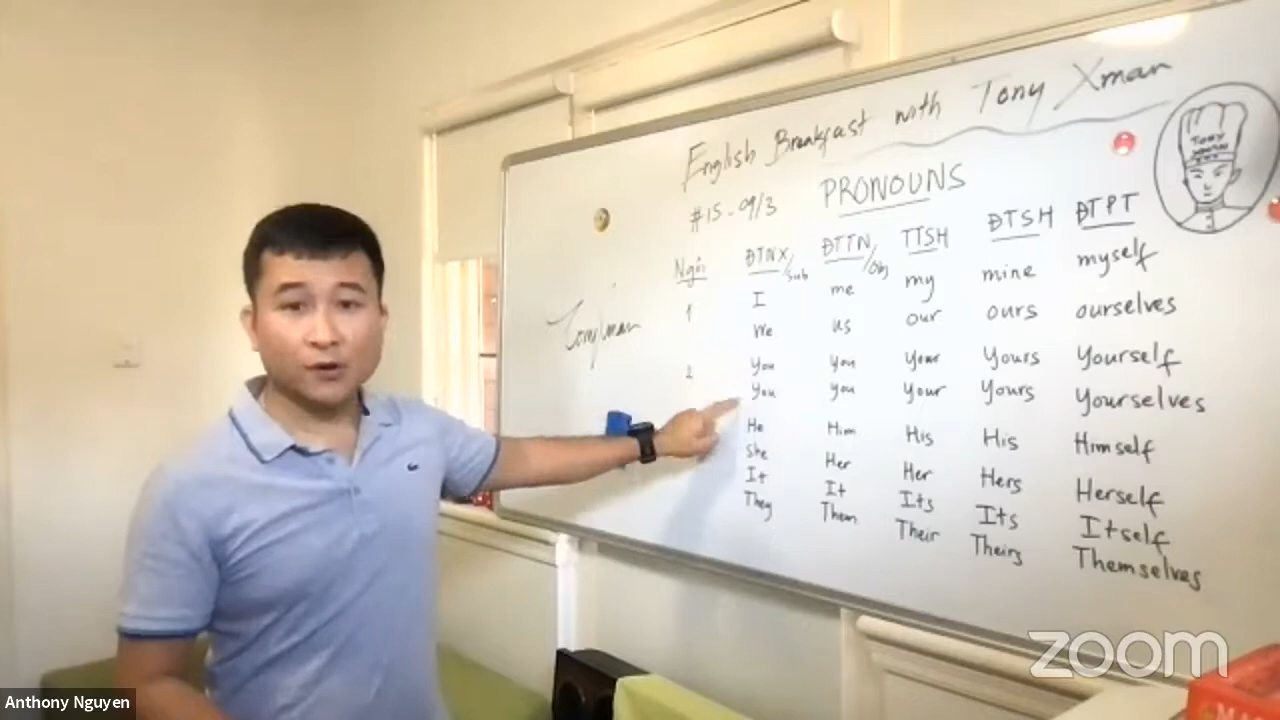 English Breakfast with Tony Xman
TONY
XMAN
#15-09/3 PRONOUNS
Ngôi ĐTNX/Sub ĐTTN/Obj TTSH ĐTSH ĐTPT
1 I me my mine myself
We us our ours ourselves
2 You you your yours yourself
you you your yours yourselves
He Him His His Himself
She Her Her Hers Herself
It It Its Its Itself
They Them Their Theirs Themselves
zoom
Anthony Nguyen